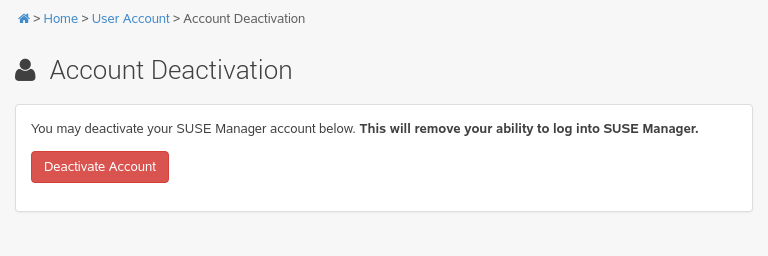 > Home > User Account > Account Deactivation
Account Deactivation
You may deactivate your SUSE Manager account below. This will remove your ability to log into SUSE Manager.
Deactivate Account